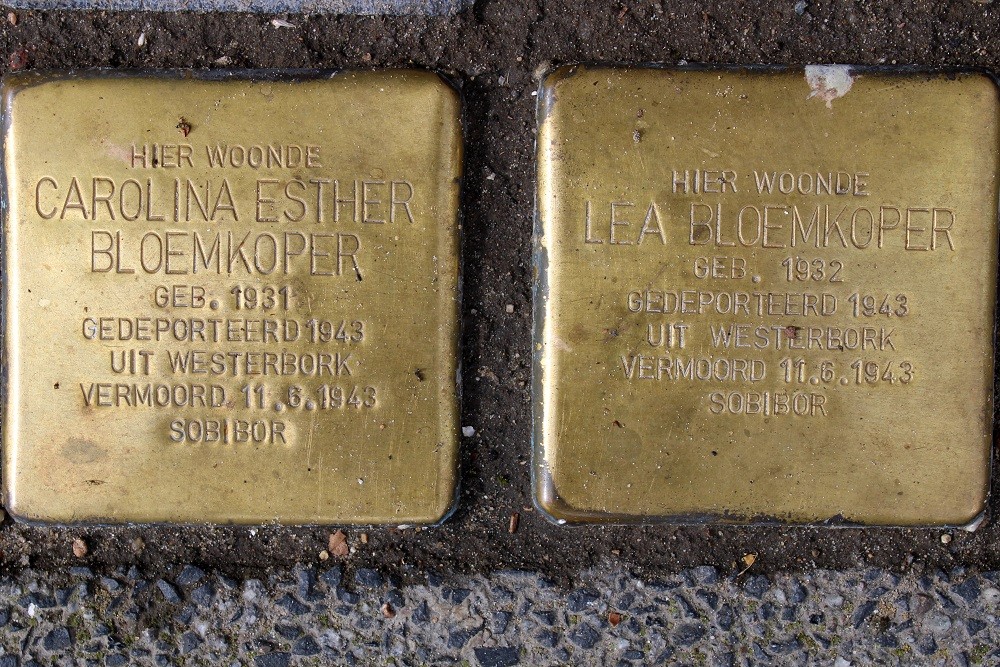 HIER WOONDE
CAROLINA ESTHER
BLOEMKOPER
GEB. 1931
GEDEPORTEERD 1943
UIT WESTERBORK
VERMOORD 11.6.1943
SOBIBOR
HIER WOONDE
LEA BLOEMKOPER
GEB. 1932
GEDEPORTEERD 1943
UIT WESTERBORK
VERMOORD 11.6.1943
SOBIBOR